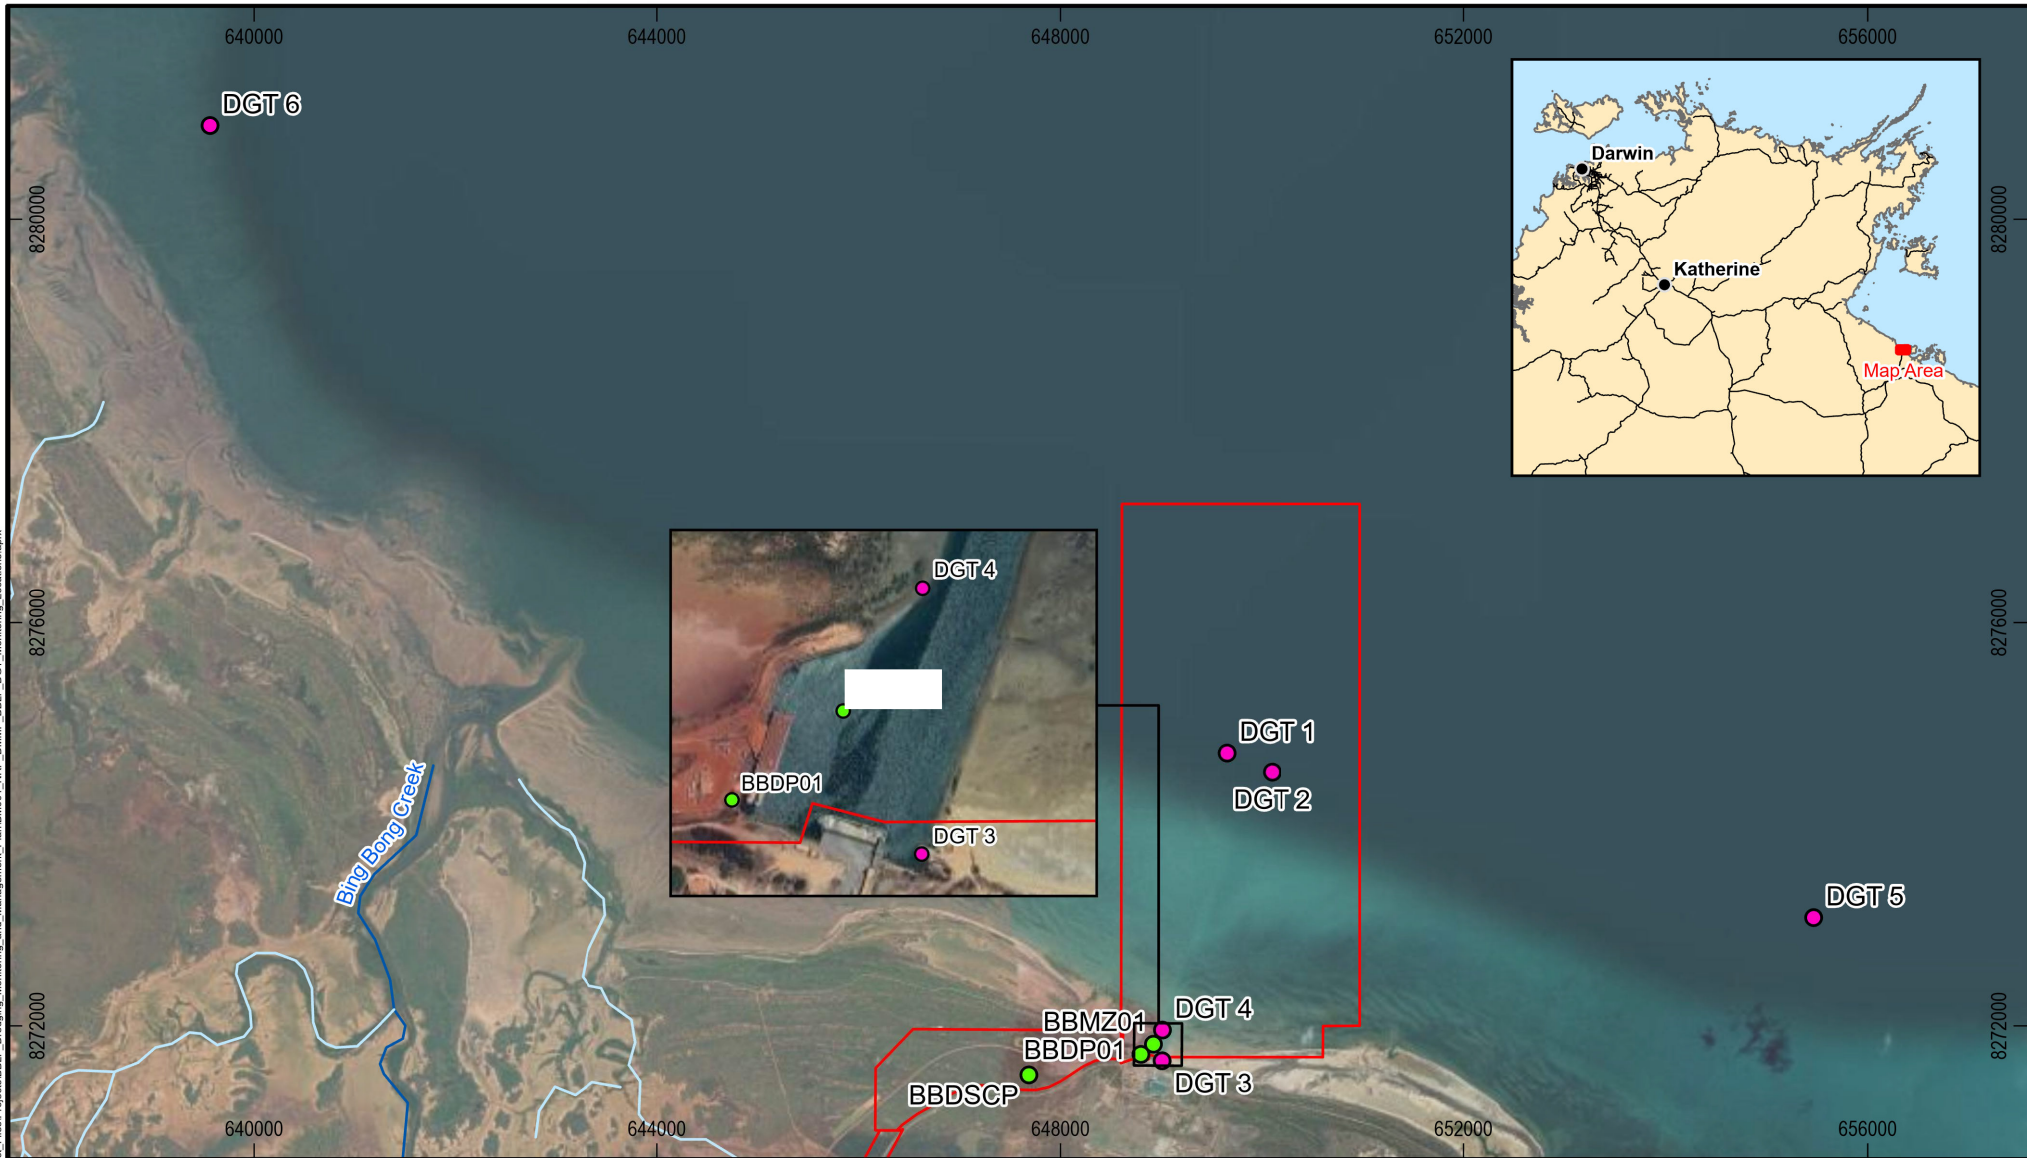 640000
644000
648000
652000
656000
DGT 6
Darwin
Katherine
Map Area
8280000
8280000
DGT 4
BBDP01
DGT 3
8276000
8276000
DGT 1
DGT 2
Bing Bong Creek
DGT 5
8272000
8272000
DGT 4
BBMZ01
BBDP01
DGT 3
BBDSCP
640000
644000
648000
652000
656000